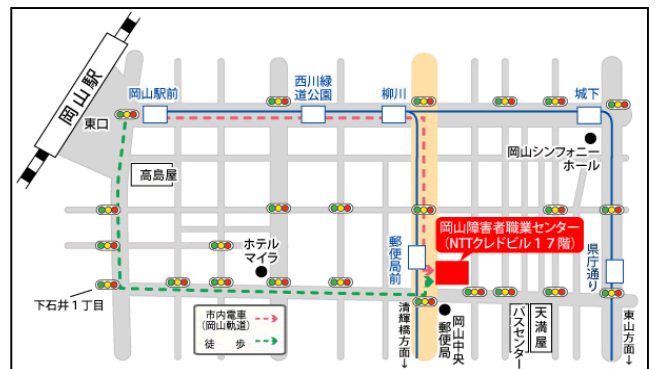 岡山駅
東口
岡山駅前
西川緑
道公園
柳川
城下
岡山シンフォニー
ホール
高島屋
岡山障害者職業センター
(NTTクレドビル17階)
ホテル
マイラ
郵便局前
県庁通り
下石井1丁目
市内電車
(岡山軌道)
徒　歩
清輝橋方面→
岡山中央
郵便局
バスセンター
天満屋
東山方面→